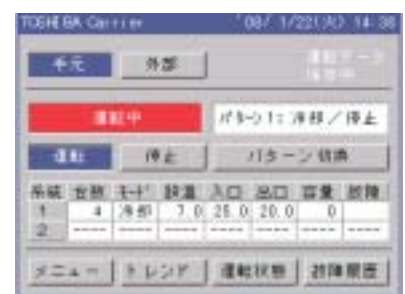 TOSHIBA Carrier '08/ 1/22(火) 14:38
手元 外部
運転中 パターン1:冷却/停止
運転 停止 パターン切換
系統 台数 モード 設温 入口 出口 容量 故障
1 4 冷却 7.0 25.0 20.0 0
2 ---- ---- ---- ---- ---- ---- ----
メニュー トレンド 運転状態 故障履歴